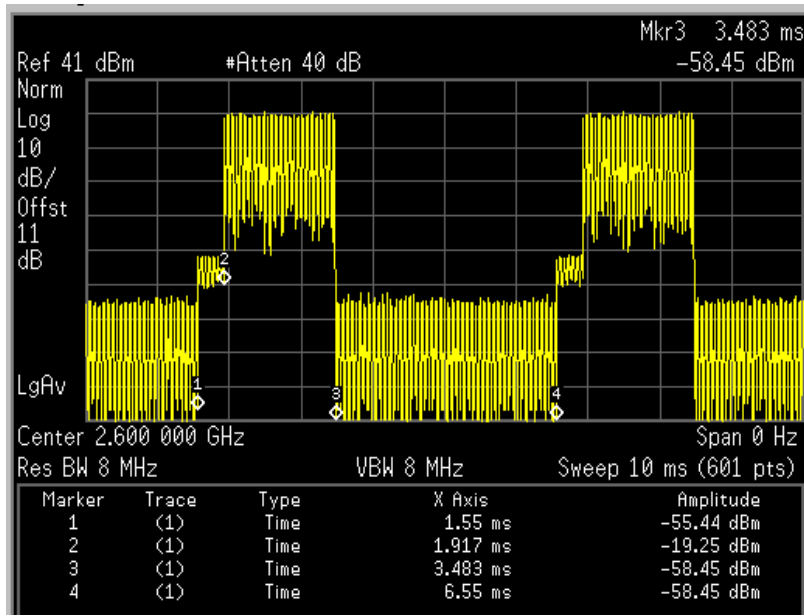 Mkr3 3.483 ms
Ref 41 dBm #Atten 40 dB -58.45 dBm
Norm
Log
10
dB/
Offst
11
dB
2
1
3
4
LgAv
Center 2.600 000 GHz Span 0 Hz
Res BW 8 MHz VBW 8 MHz Sweep 10 ms (601 pts)
Marker Trace Type X Axis Amplitude
1 (1) Time 1.55 ms -55.44 dBm
2 (1) Time 1.917 ms -19.25 dBm
3 (1) Time 3.483 ms -58.45 dBm
4 (1) Time 6.55 ms -58.45 dBm